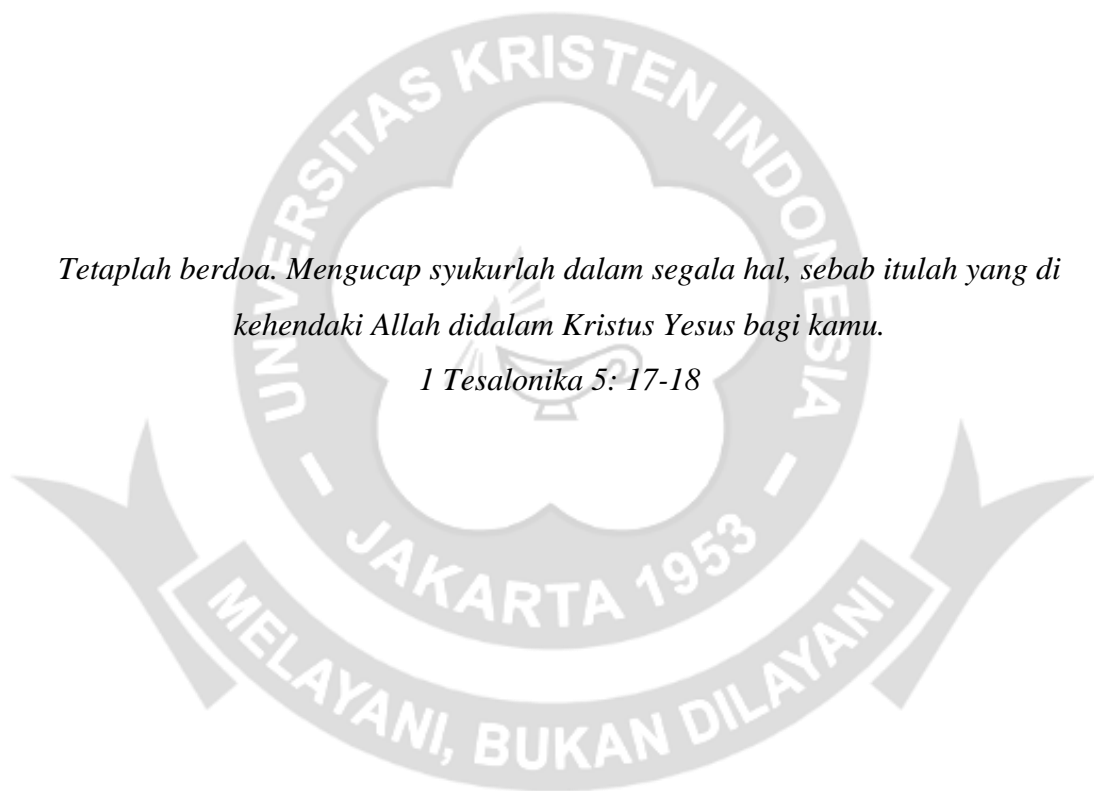 UNIVERSITAS KRISTEN INDONESIA
Tetaplah berdoa. Mengucap syukurlah dalam segala hal, sebab itulah yang di
kehendaki Allah didalam Kristus Yesus bagi kamu.
1 Tesalonika 5: 17-18
JAKARTA 1953
MELAYANI, BUKAN DILAYANI